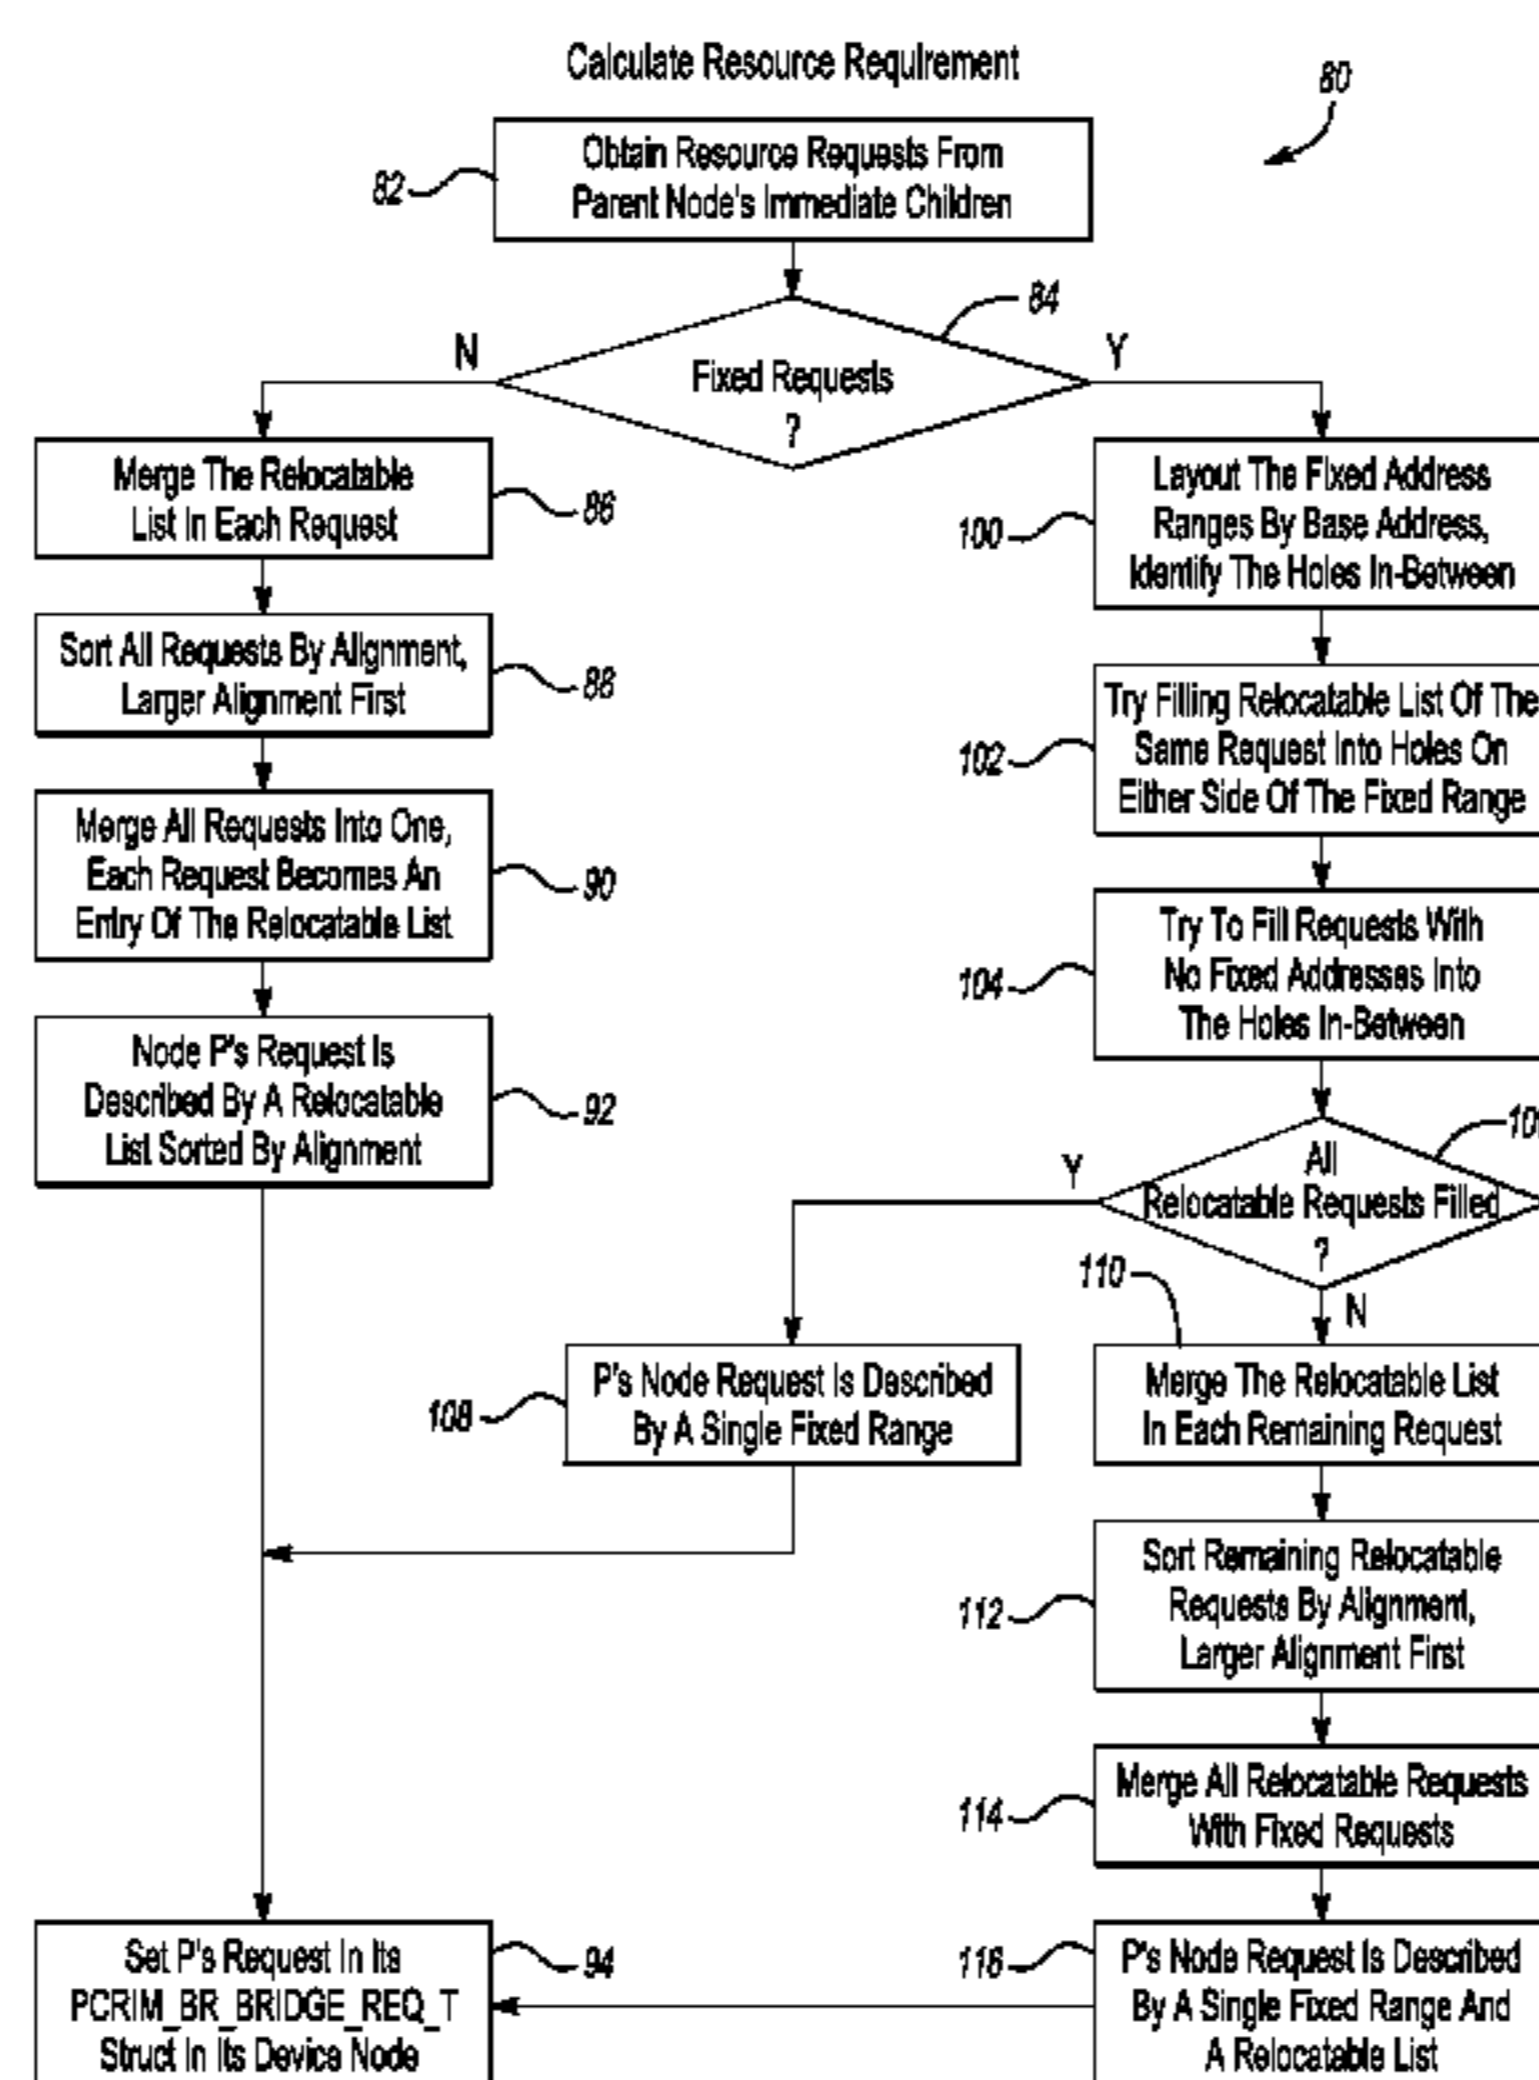 Calculate Resource Requirement
80
Obtain Resource Requests From
Parent Node's Immediate Children
82
84
N
Y
Fixed Requests
?
Merge The Relocatable
List In Each Request
86
Sort All Requests By Alignment,
Larger Alignment First
88
Merge All Requests Into One,
Each Request Becomes An
Entry Of The Relocatable List
90
Node P's Request Is
Described By A Relocatable
List Sorted By Alignment
92
Layout The Fixed Address
Ranges By Base Address,
Identify The Holes In-Between
100
Try Filling Relocatable List Of The
Same Request Into Holes On
Either Side Of The Fixed Range
102
Try To Fill Requests With
No Fixed Addresses Into
The Holes In-Between
104
Y
All
Relocatable Requests Filled
?
N
P's Node Request Is Described
By A Single Fixed Range
108
110
Merge The Relocatable List
In Each Remaining Request
Sort Remaining Relocatable
Requests By Alignment,
Larger Alignment First
112
Merge All Relocatable Requests
With Fixed Requests
114
P's Node Request Is Described
By A Single Fixed Range And
A Relocatable List
116
Set P's Request In Its
PCRIM_BR_BRIDGE_REQ_T
Struct In Its Device Node
94